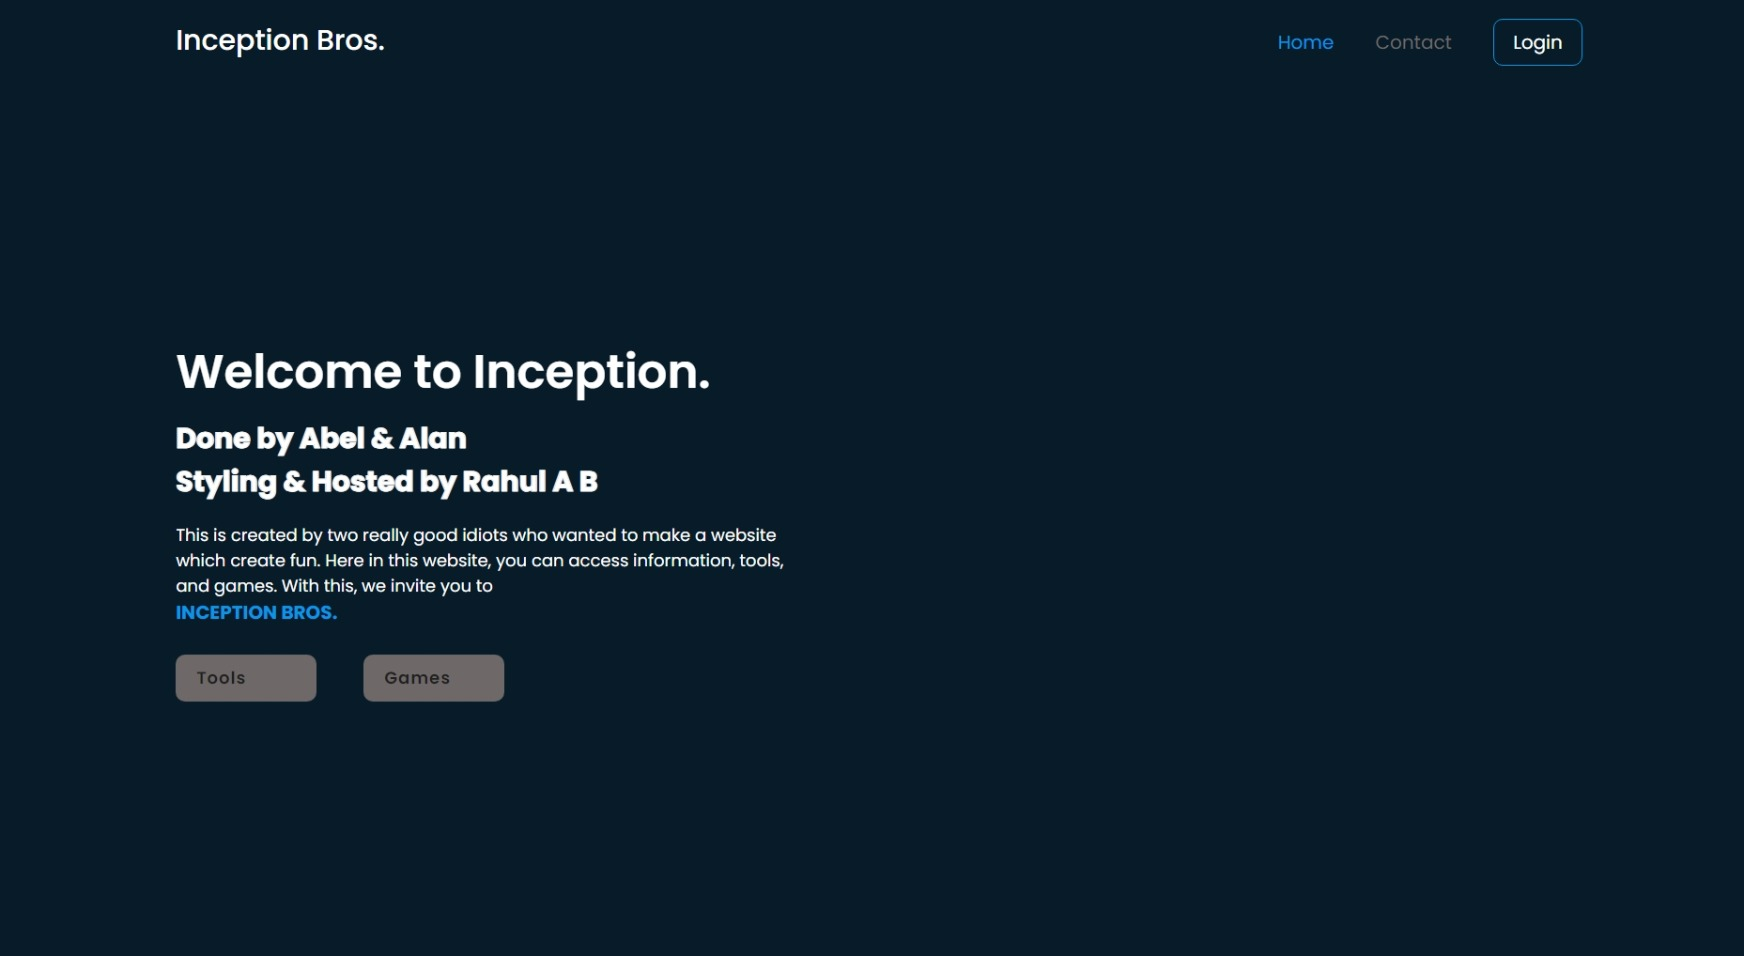 Inception Bros.
Home
Contact
Login
Welcome to Inception.
Done by Abel & Alan
Styling & Hosted by Rahul A B
This is created by two really good idiots who wanted to make a website
which create fun. Here in this website, you can access information, tools,
and games. With this, we invite you to
INCEPTION BROS.
Tools
Games